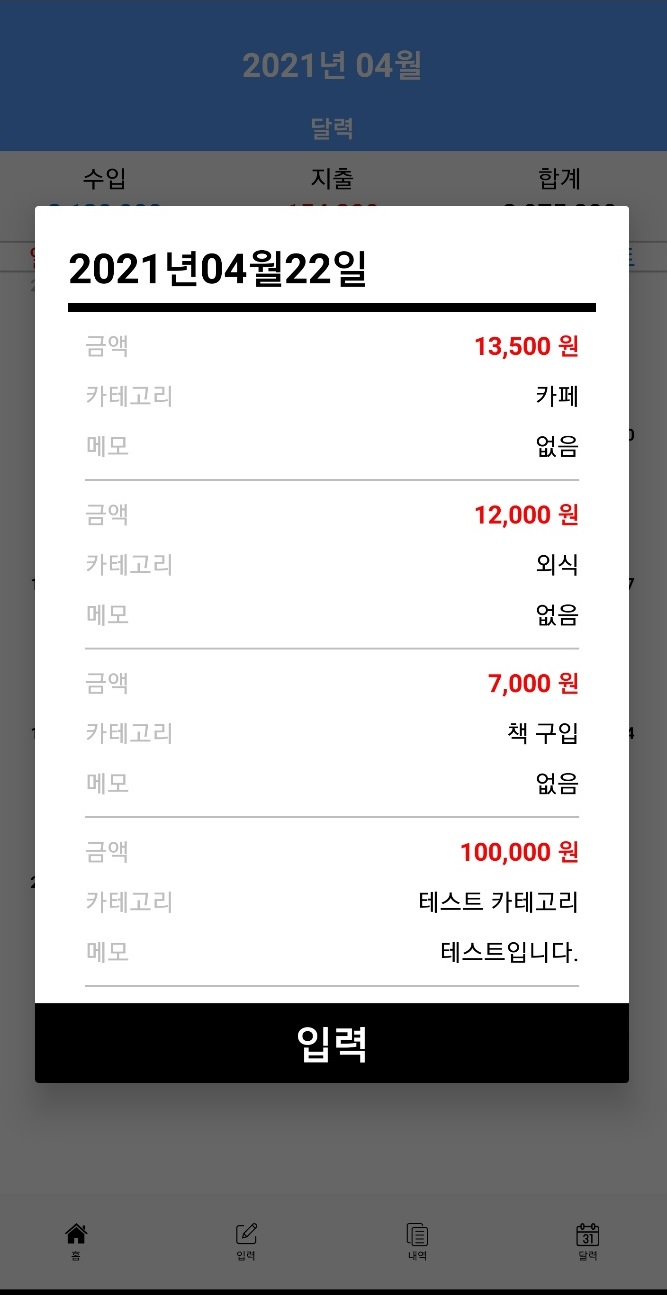 2021년 04월
달력
수입 지출 합계
2021년04월22일
금액 13,500 원
카테고리 카페
메모 없음
금액 12,000 원
카테고리 외식
메모 없음
금액 7,000 원
카테고리 책 구입
메모 없음
금액 100,000 원
카테고리 테스트 카테고리
메모 테스트입니다.
입력
홈 입력 내역 달력